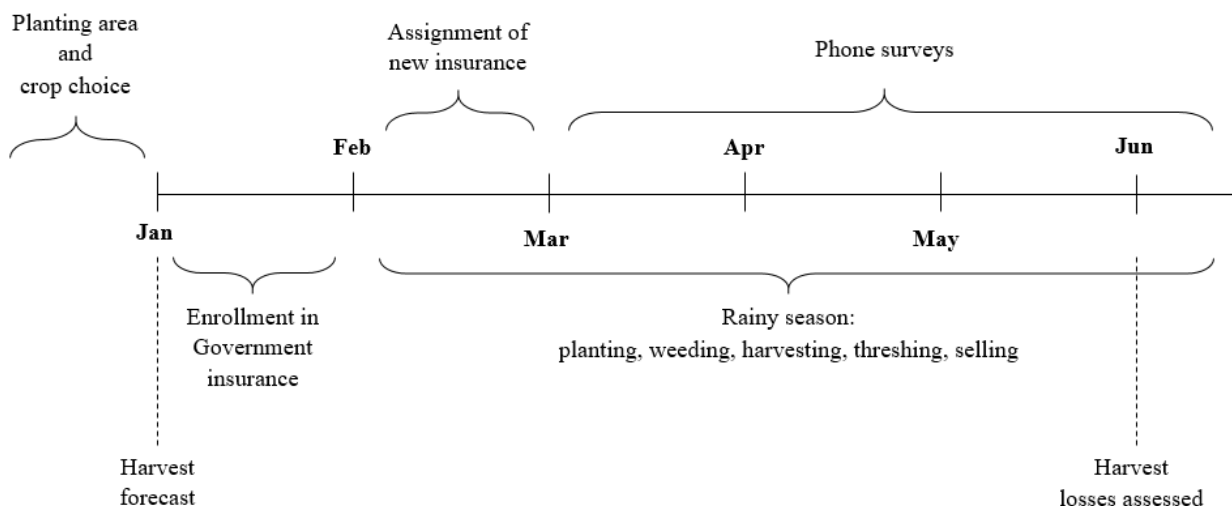 Planting area
and
crop choice
Assignment of
new insurance
Phone surveys
Feb
Apr
Jun
Jan
Mar
May
Enrollment in
Government
insurance
Rainy season:
planting, weeding, harvesting, threshing, selling
Harvest
forecast
Harvest
losses assessed